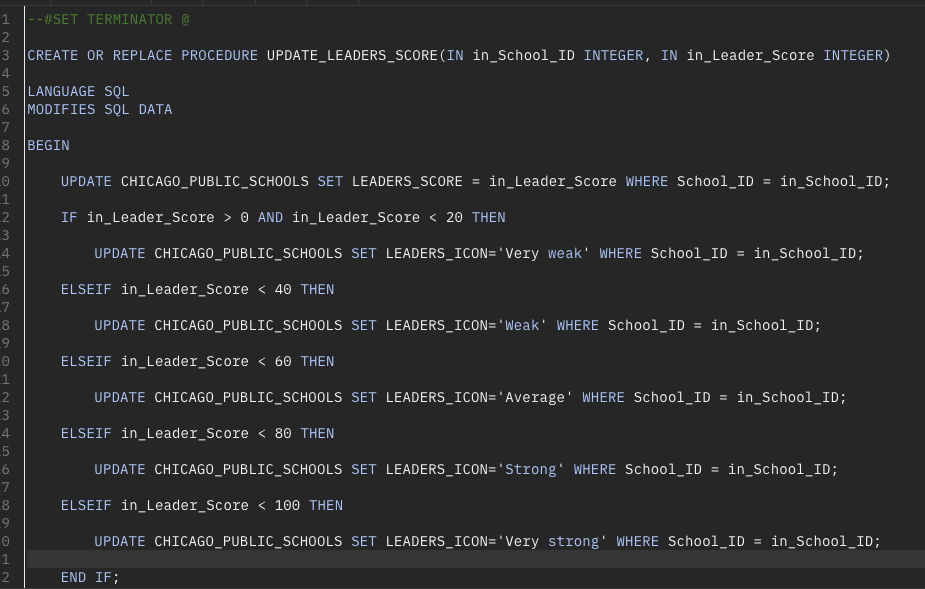 1 --#SET TERMINATOR @
2
3 CREATE OR REPLACE PROCEDURE UPDATE_LEADERS_SCORE(IN in_School_ID INTEGER, IN in_Leader_Score INTEGER)
4
5 LANGUAGE SQL
6 MODIFIES SQL DATA
7
8 BEGIN
9
0 UPDATE CHICAGO_PUBLIC_SCHOOLS SET LEADERS_SCORE = in_Leader_Score WHERE School_ID = in_School_ID;
1
2 IF in_Leader_Score > 0 AND in_Leader_Score < 20 THEN
3
4 UPDATE CHICAGO_PUBLIC_SCHOOLS SET LEADERS_ICON='Very weak' WHERE School_ID = in_School_ID;
5
6 ELSEIF in_Leader_Score < 40 THEN
7
8 UPDATE CHICAGO_PUBLIC_SCHOOLS SET LEADERS_ICON='Weak' WHERE School_ID = in_School_ID;
9
0 ELSEIF in_Leader_Score < 60 THEN
1
2 UPDATE CHICAGO_PUBLIC_SCHOOLS SET LEADERS_ICON='Average' WHERE School_ID = in_School_ID;
3
4 ELSEIF in_Leader_Score < 80 THEN
5
6 UPDATE CHICAGO_PUBLIC_SCHOOLS SET LEADERS_ICON='Strong' WHERE School_ID = in_School_ID;
7
8 ELSEIF in_Leader_Score < 100 THEN
9
0 UPDATE CHICAGO_PUBLIC_SCHOOLS SET LEADERS_ICON='Very strong' WHERE School_ID = in_School_ID;
1
2 END IF;